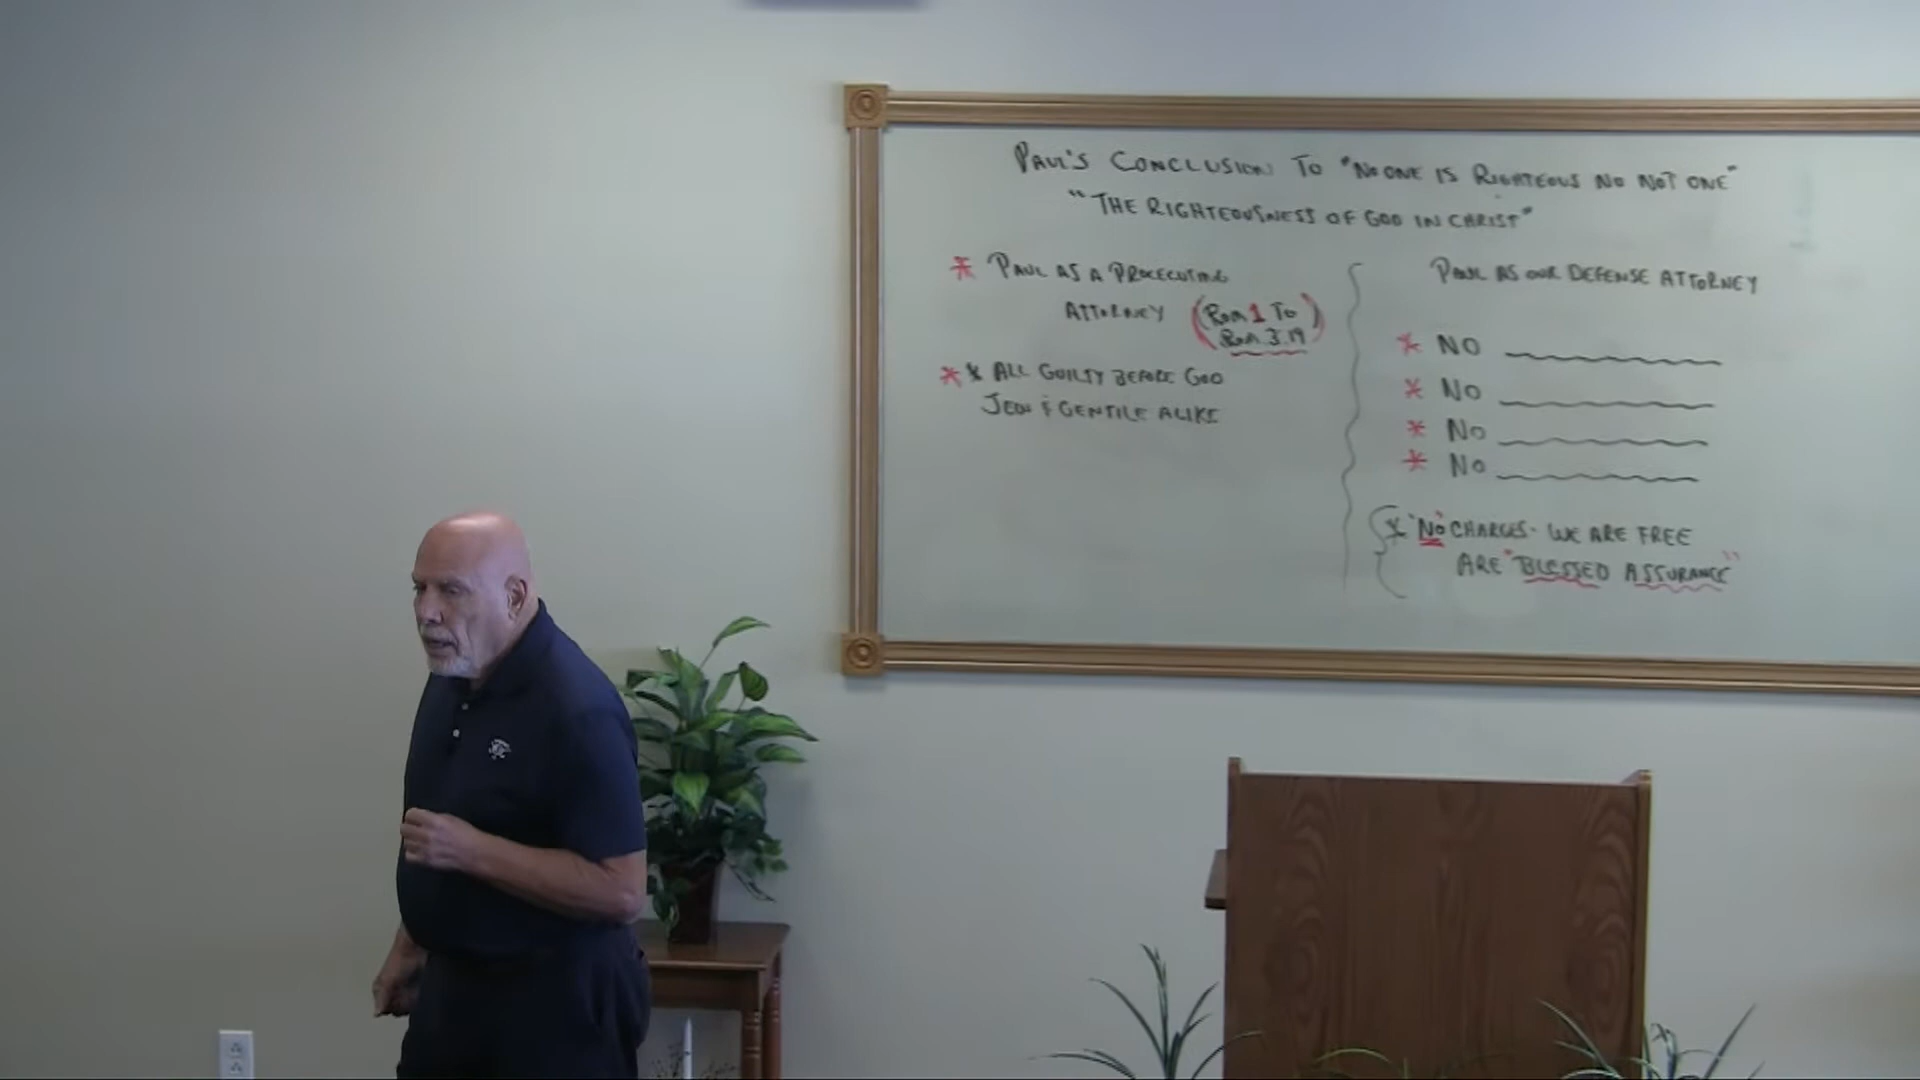 PAUL'S CONCLUSION TO "NO ONE IS RIGHTEOUS NO NOT ONE"
"THE RIGHTEOUSNESS OF GOD IN CHRIST"
* PAUL AS A PROCECUTING
ATTORNEY (ROM 1 TO
ROM. 3:19)
* * ALL GUILTY BEFORE GOD
JEW & GENTILE ALIKE
PAUL AS OUR DEFENSE ATTORNEY
* NO
* NO
* NO
* NO
* "NO" CHARGES - WE ARE FREE
ARE "BLESSED ASSURANCE"